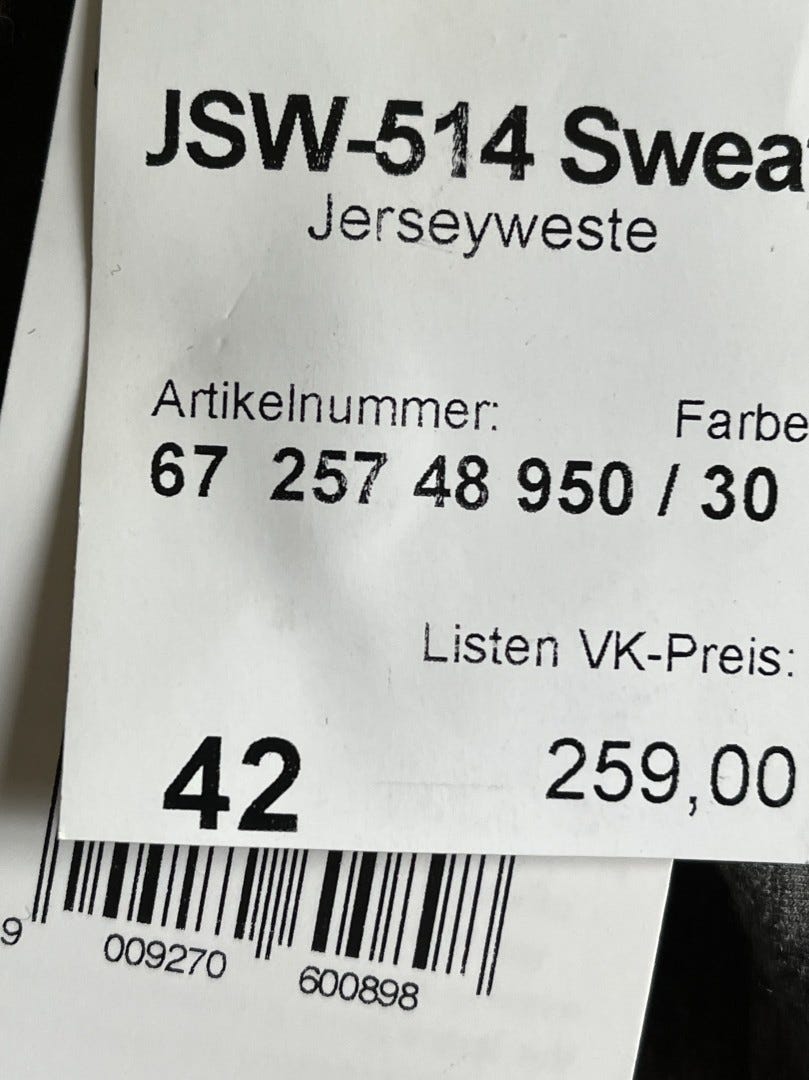 JSW-514 Swea
Jerseyweste
Artikelnummer: Farbe
67 257 48 950 / 30
Listen VK-Preis:
42 259,00
9 009270 600898